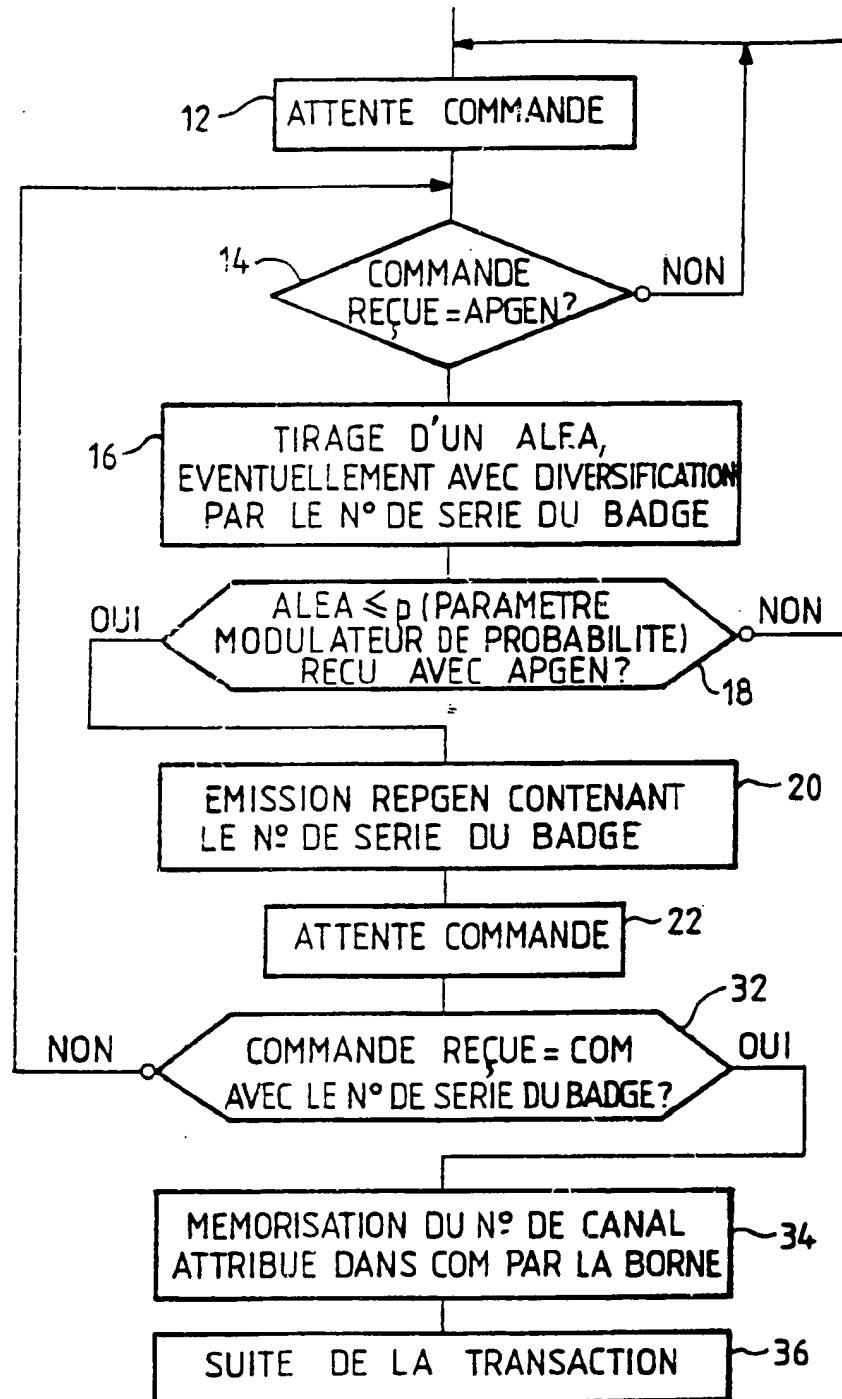 12
ATTENTE COMMANDE
14
COMMANDE
REÇUE = APGEN?
NON
16
TIRAGE D'UN ALEA,
EVENTUELLEMENT AVEC DIVERSIFICATION
PAR LE N° DE SERIE DU BADGE
OUI
ALEA ⩽ p (PARAMETRE
MODULATEUR DE PROBABILITE)
RECU AVEC APGEN?
NON
18
EMISSION REPGEN CONTENANT
LE Nº DE SERIE DU BADGE
20
ATTENTE COMMANDE
22
32
NON
COMMANDE REÇUE = COM
AVEC LE N° DE SERIE DU BADGE?
OUI
MEMORISATION DU Nº DE CANAL
ATTRIBUE DANS COM PAR LA BORNE
34
SUITE DE LA TRANSACTION
36